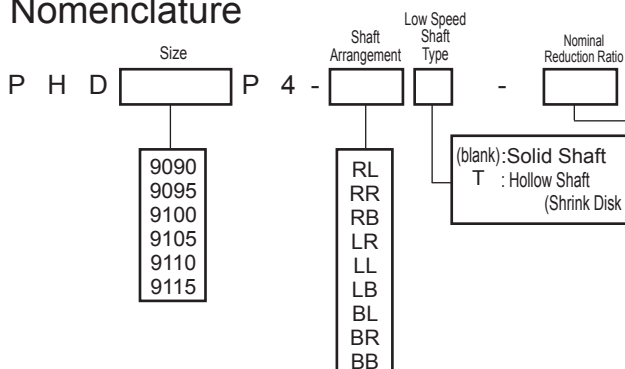 Nomenclature
Size
Shaft
Arrangement
Low Speed
Shaft
Type
Nominal
Reduction Ratio
P H D P 4 - -
9090
9095
9100
9105
9110
9115
RL
RR
RB
LR
LL
LB
BL
BR
BB
(blank):Solid Shaft
T : Hollow Shaft
(Shrink Disk